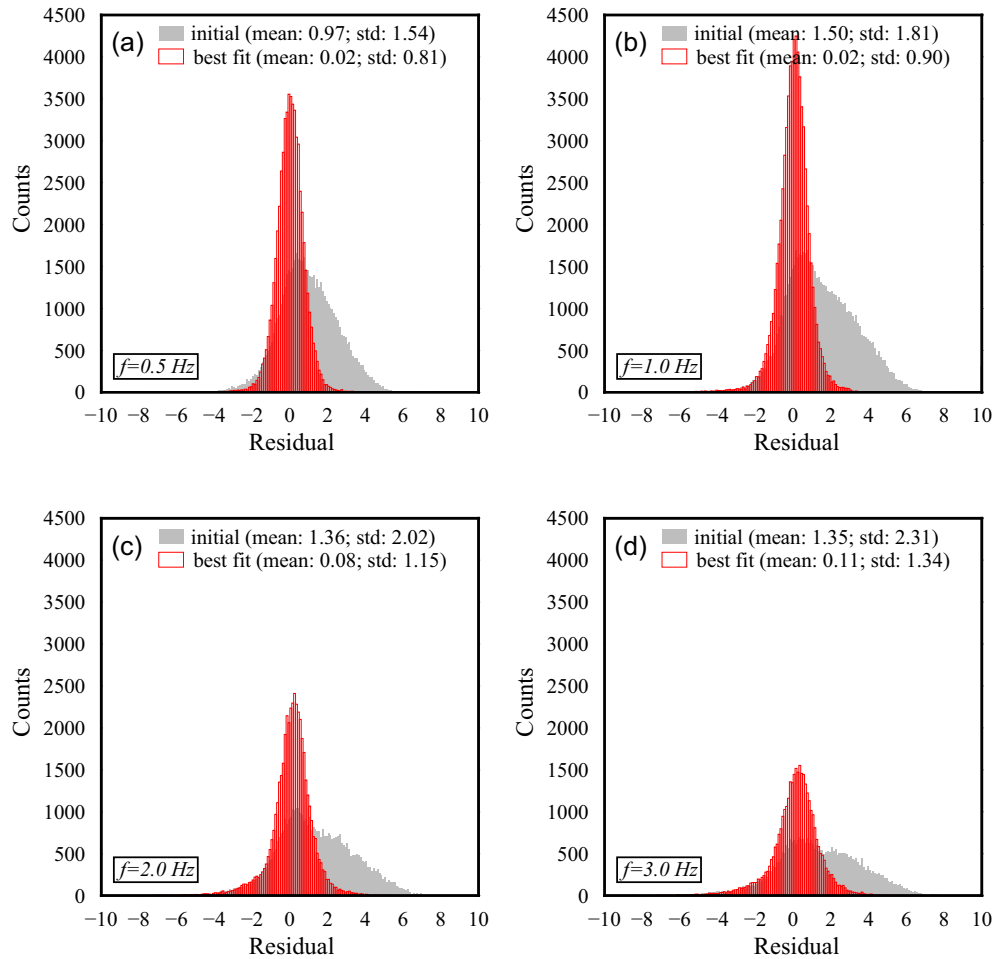 (a)
initial (mean: 0.97; std: 1.54)
best fit (mean: 0.02; std: 0.81)
4500
4000
3500
3000
2500
2000
1500
1000
500
0
Counts
f=0.5 Hz
−10 −8 −6 −4 −2 0 2 4 6 8 10
Residual
(b)
initial (mean: 1.50; std: 1.81)
best fit (mean: 0.02; std: 0.90)
4500
4000
3500
3000
2500
2000
1500
1000
500
0
Counts
f=1.0 Hz
−10 −8 −6 −4 −2 0 2 4 6 8 10
Residual
(c)
initial (mean: 1.36; std: 2.02)
best fit (mean: 0.08; std: 1.15)
4500
4000
3500
3000
2500
2000
1500
1000
500
0
Counts
f=2.0 Hz
−10 −8 −6 −4 −2 0 2 4 6 8 10
Residual
(d)
initial (mean: 1.35; std: 2.31)
best fit (mean: 0.11; std: 1.34)
4500
4000
3500
3000
2500
2000
1500
1000
500
0
Counts
f=3.0 Hz
−10 −8 −6 −4 −2 0 2 4 6 8 10
Residual